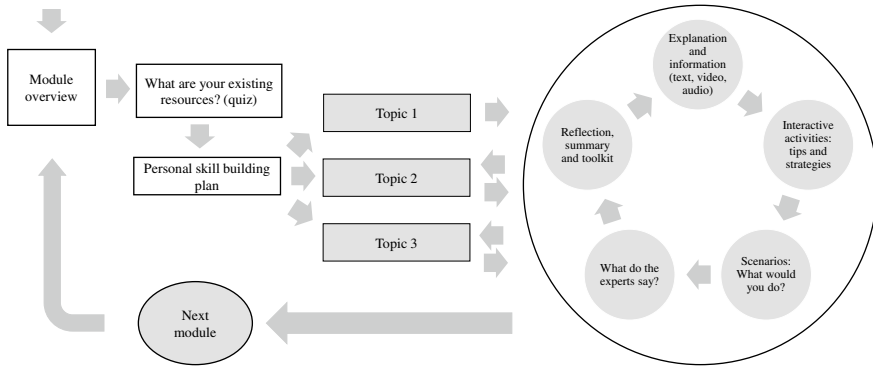 Module
overview
What are your existing
resources? (quiz)
Personal skill building
plan
Topic 1
Topic 2
Topic 3
Explanation
and
information
(text, video,
audio)
Interactive
activities:
tips and
strategies
Scenarios:
What would
you do?
What do the
experts say?
Reflection,
summary
and toolkit
Next
module